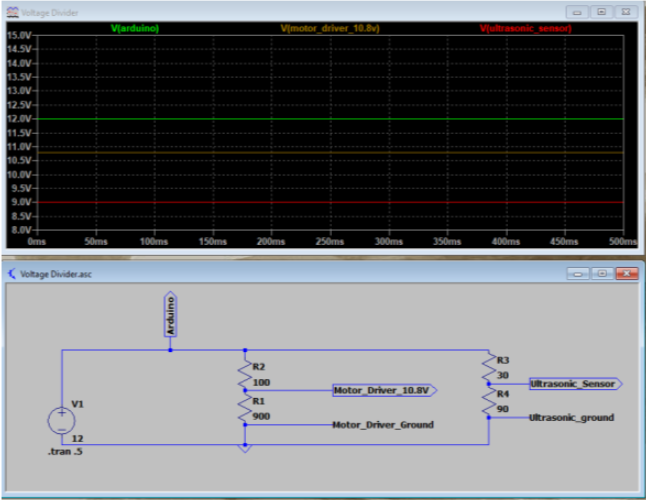 Voltage Divider
V(arduino) V(motor_driver_10.8v) V(ultrasonic_sensor)
15.0V
14.5V
14.0V
13.5V
13.0V
12.5V
12.0V
11.5V
11.0V
10.5V
10.0V
9.5V
9.0V
8.5V
8.0V
0ms 50ms 100ms 150ms 200ms 250ms 300ms 350ms 400ms 450ms 500ms
Voltage Divider.asc
Arduino
R2
100
R3
30
Motor_Driver_10.8V
Ultrasonic_Sensor
V1
R1
900
R4
90
Motor_Driver_Ground
Ultrasonic_ground
12
.tran .5